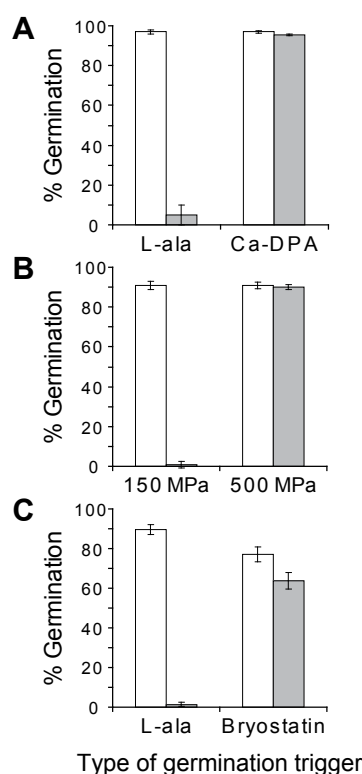 A
% Germination
100
80
60
40
20
0
L-ala Ca-DPA
B
% Germination
100
80
60
40
20
0
150 MPa 500 MPa
C
% Germination
100
80
60
40
20
0
L-ala Bryostatin
Type of germination trigger